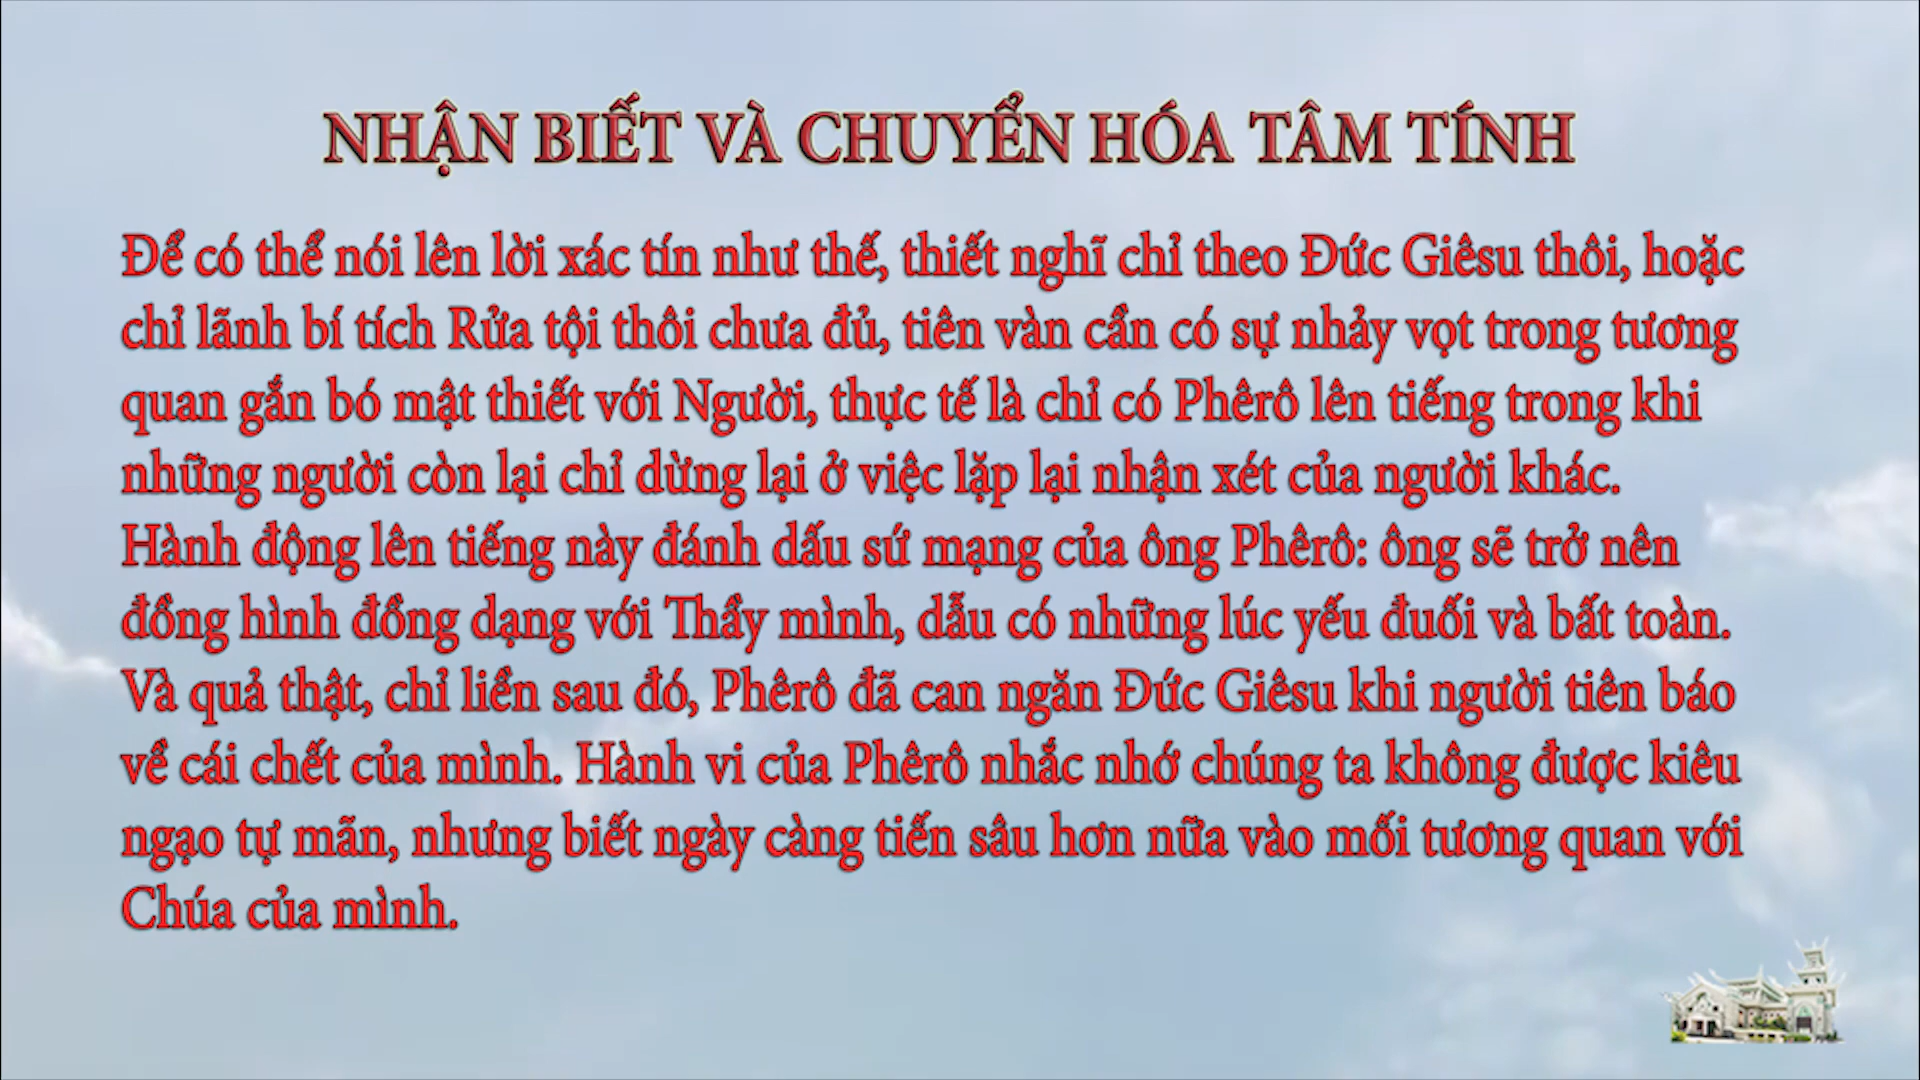 NHẬN BIẾT VÀ CHUYỂN HÓA TÂM TÍNH
Để có thể nói lên lời xác tín như thế, thiết nghĩ chỉ theo Đức Giêsu thôi, hoặc
chỉ lãnh bí tích Rửa tội thôi chưa đủ, tiên vàn cần có sự nhảy vọt trong tương
quan gắn bó mật thiết với Người, thực tế là chỉ có Phêrô lên tiếng trong khi
những người còn lại chỉ dừng lại ở việc lặp lại nhận xét của người khác.
Hành động lên tiếng này đánh dấu sứ mạng của ông Phêrô: ông sẽ trở nên
đồng hình đồng dạng với Thầy mình, dẫu có những lúc yếu đuối và bất toàn.
Và quả thật, chỉ liền sau đó, Phêrô đã can ngăn Đức Giêsu khi người tiên báo
về cái chết của mình. Hành vi của Phêrô nhắc nhớ chúng ta không được kiêu
ngạo tự mãn, nhưng biết ngày càng tiến sâu hơn nữa vào mối tương quan với
Chúa của mình.